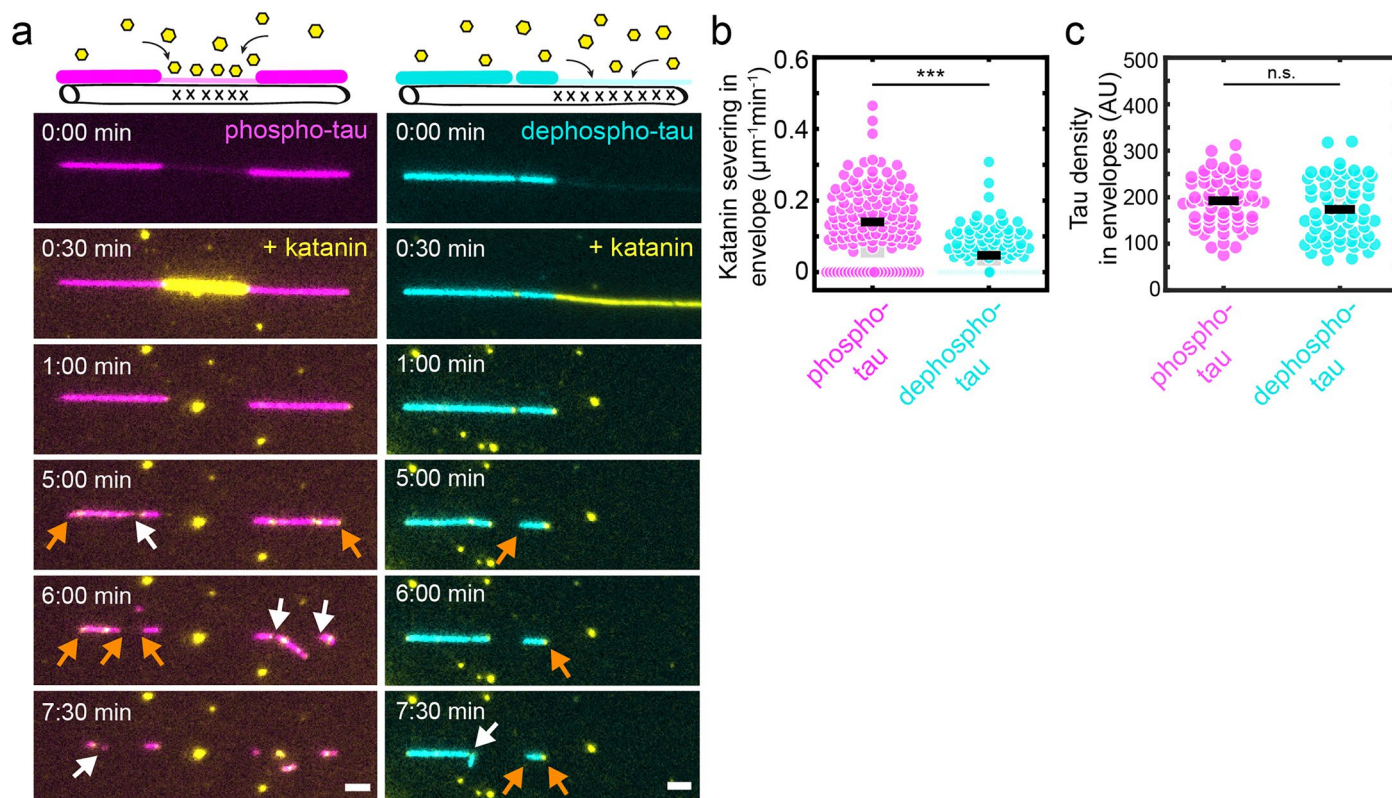 a
x x x x x x
x x x x x x x x x
0:00 min
phospho-tau
0:00 min
dephospho-tau
0:30 min
+ katanin
0:30 min
+ katanin
1:00 min
1:00 min
5:00 min
5:00 min
6:00 min
6:00 min
7:30 min
7:30 min
b
Katanin severing in
envelope (µm⁻¹min⁻¹)
0.6
0.4
0.2
0
***
phospho-
tau
dephospho-
tau
c
Tau density
in envelopes (AU)
500
400
300
200
100
0
n.s.
phospho-
tau
dephospho-
tau